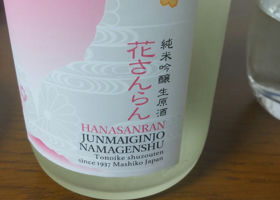 純米吟醸生原酒
花さんらん
HANASANRAN
JUNMAIGINJO
NAMAGENSHU
Tonoike shuzouten
since 1937 Mashiko Japan